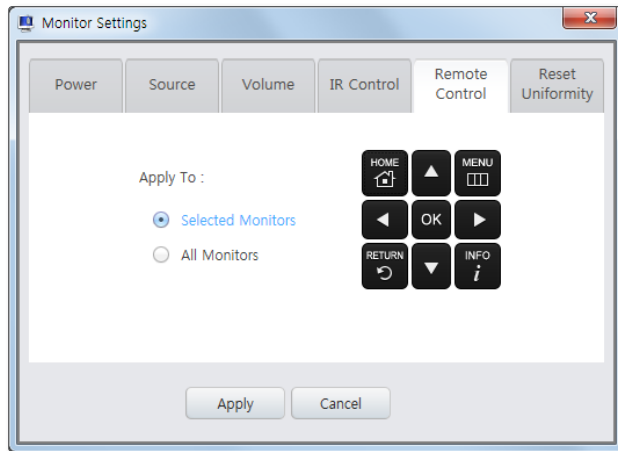 Monitor Settings
Power
Source
Volume
IR Control
Remote
Control
Reset
Uniformity
Apply To :
Selected Monitors
All Monitors
HOME
MENU
OK
RETURN
INFO
i
Apply
Cancel